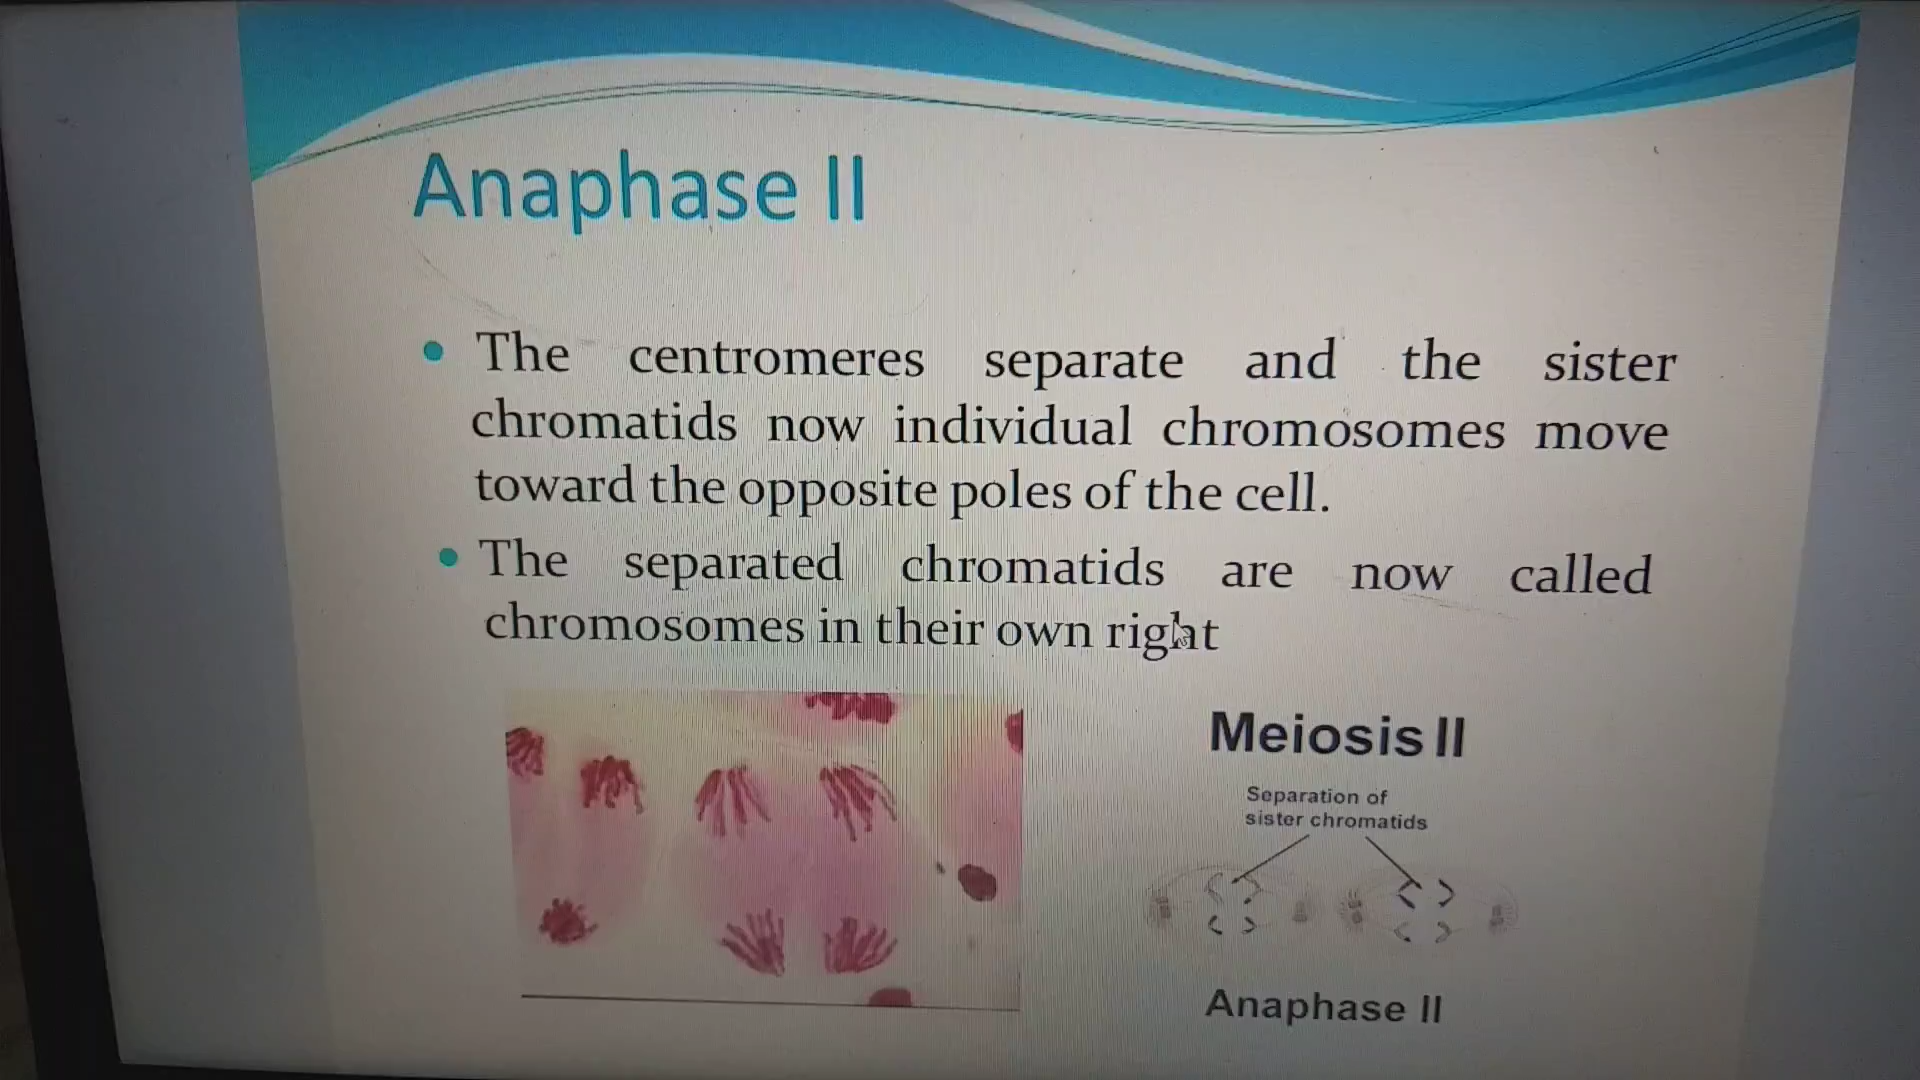 Anaphase II
The centromeres separate and the sister
chromatids now individual chromosomes move
toward the opposite poles of the cell.
The separated chromatids are now called
chromosomes in their own right
Meiosis II
Separation of
sister chromatids
Anaphase II